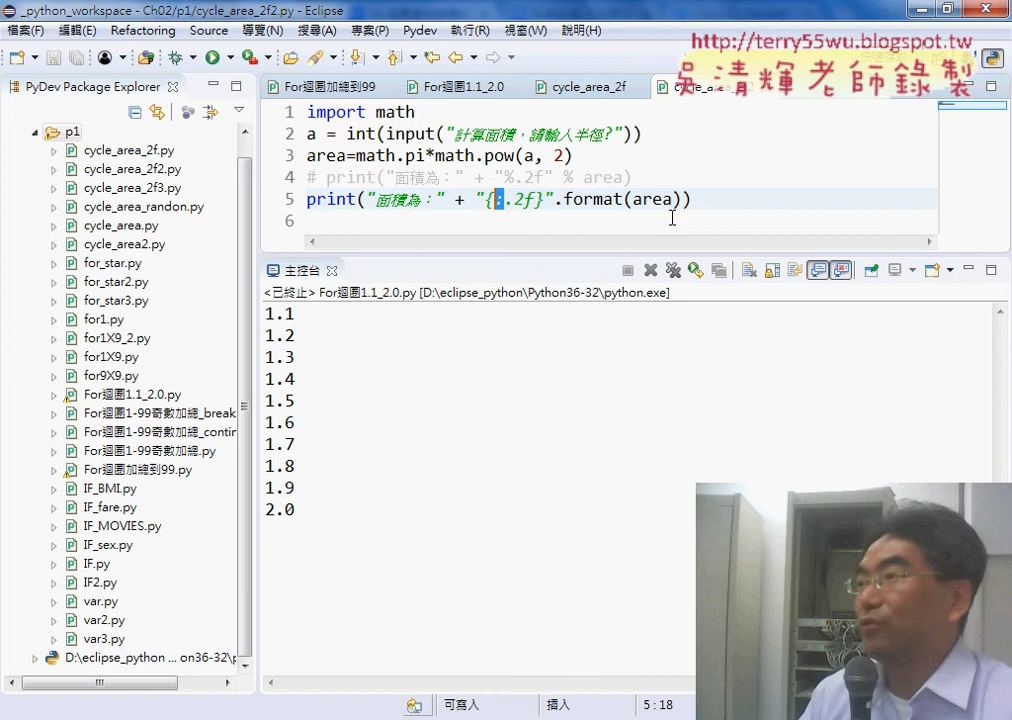 _python_workspace - Ch02/p1/cycle_area_2f2.py - Eclipse
檔案(F) 編輯(E) Refactoring Source 導覽(N) 搜尋(A) 專案(P) Pydev 執行(R) 視窗(W) 說明(H)
http://terry55wu.blogspot.tw
吳清輝老師錄製
PyDev Package Explorer
For迴圈加總到99
For迴圈1.1_2.0
cycle_area_2f
p1
cycle_area_2f.py
cycle_area_2f2.py
cycle_area_2f3.py
cycle_area_randon.py
cycle_area.py
cycle_area2.py
for_star.py
for_star2.py
for_star3.py
for1.py
for1X9_2.py
for1X9.py
for9X9.py
For迴圈1.1_2.0.py
For迴圈1-99奇數加總_break
For迴圈1-99奇數加總_contir
For迴圈1-99奇數加總.py
For迴圈加總到99.py
IF_BMI.py
IF_fare.py
IF_MOVIES.py
IF_sex.py
IF.py
IF2.py
var.py
var2.py
var3.py
D:\eclipse_python ... on36-32\p
1 import math
2 a = int(input("計算面積，請輸入半徑?"))
3 area=math.pi*math.pow(a, 2)
4 # print("面積為：" + "%.2f" % area)
5 print("面積為：" + "{:.2f}".format(area))
6
主控台
<已終止> For迴圈1.1_2.0.py [D:\eclipse_python\Python36-32\python.exe]
1.1
1.2
1.3
1.4
1.5
1.6
1.7
1.8
1.9
2.0
可寫入 插入 5:18